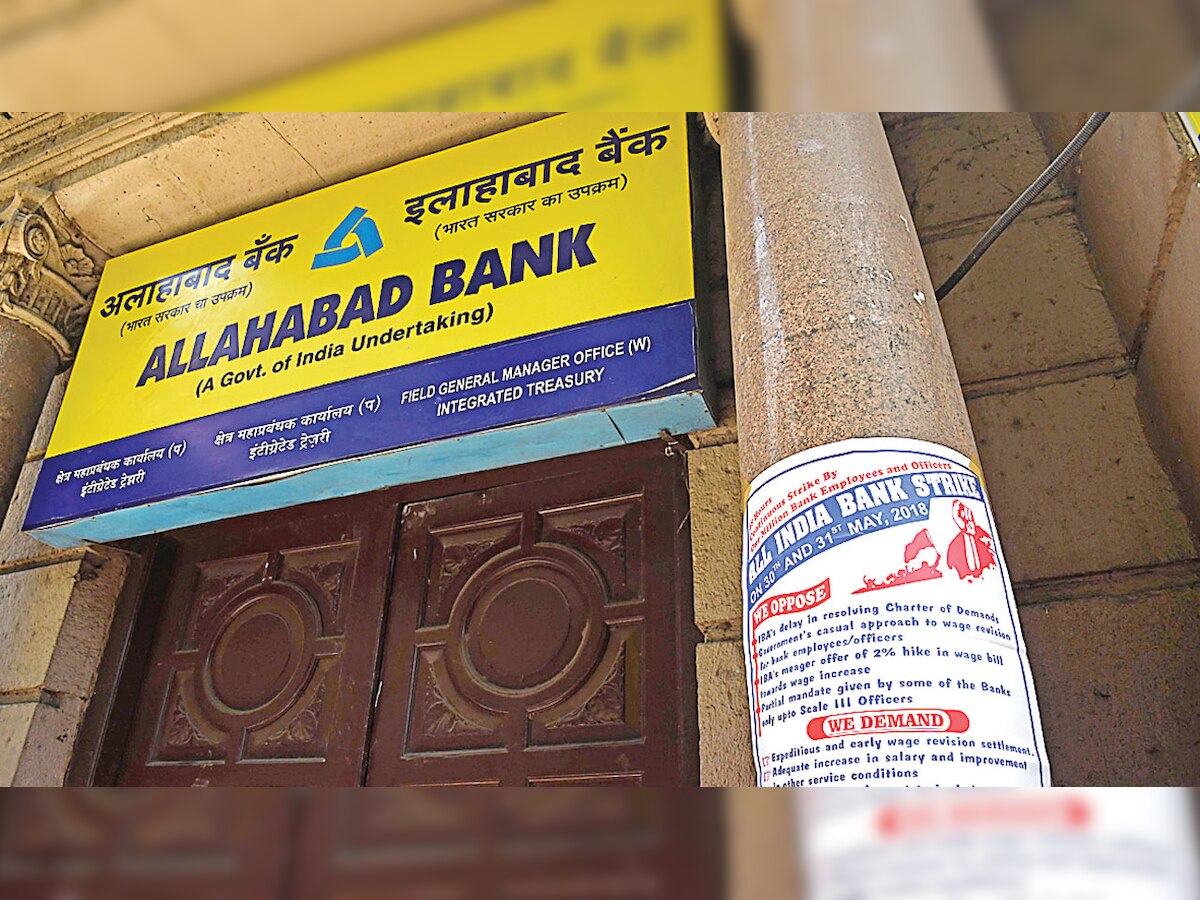 अलाहाबाद बँक
(भारत सरकार चा उपक्रम)
इलाहाबाद बैंक
(भारत सरकार का उपक्रम)
ALLAHABAD BANK
(A Govt. of India Undertaking)
क्षेत्र महाप्रबंधक कार्यालय (प)
इंटीग्रेटेड ट्रेझरी
क्षेत्र महाप्रबंधक कार्यालय (प)
इंटीग्रेटेड ट्रेज़री
FIELD GENERAL MANAGER OFFICE (W)
INTEGRATED TREASURY
Hours
Continuous Strike By
One Million Bank Employees and Officers
ALL INDIA BANK STRIKE
ON 30TH AND 31ST MAY, 2018
WE OPPOSE
IBA's delay in resolving Charter of Demands
Government's casual approach to wage revision
for bank employees/officers
IBA's meager offer of 2% hike in wage bill
towards wage increase
Partial mandate given by some of the Banks
only upto Scale III Officers
WE DEMAND
Expeditious and early wage revision settlement.
Adequate increase in salary and improvement
in other service conditions